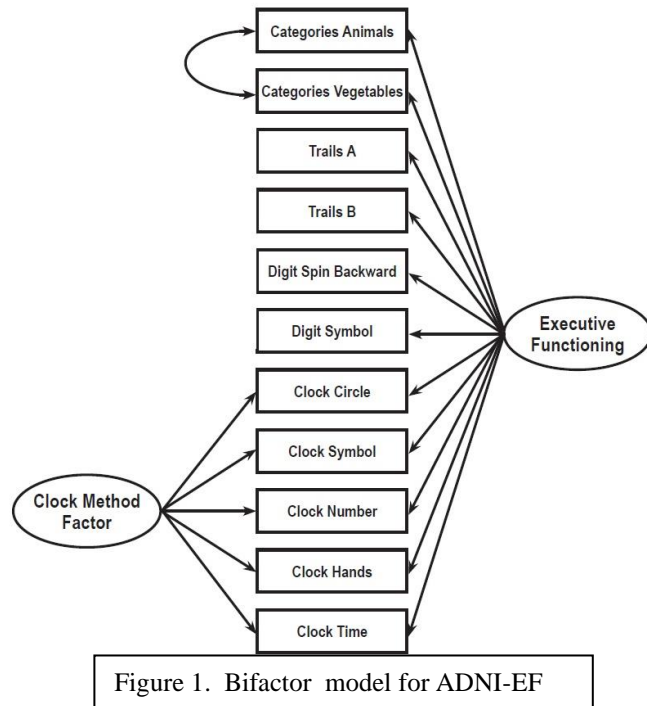 Categories Animals
Categories Vegetables
Trails A
Trails B
Digit Spin Backward
Digit Symbol
Executive
Functioning
Clock Circle
Clock Symbol
Clock Method
Factor
Clock Number
Clock Hands
Clock Time
Figure 1. Bifactor model for ADNI-EF